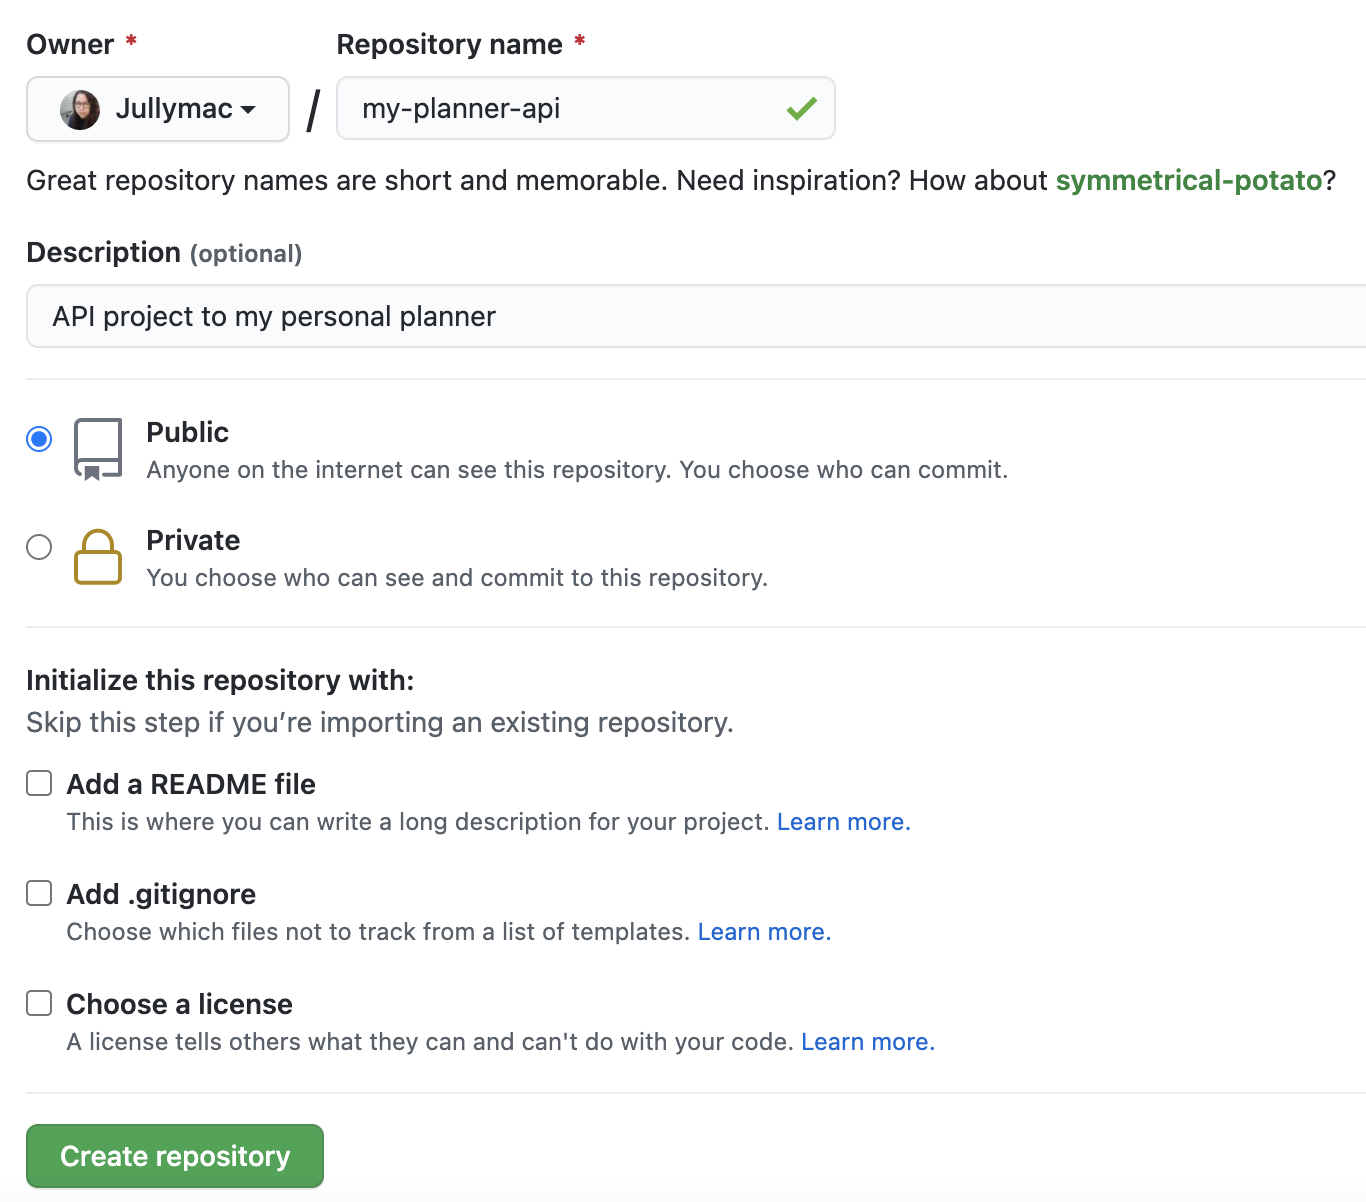 Owner *
Repository name *
Jullymac / my-planner-api
Great repository names are short and memorable. Need inspiration? How about symmetrical-potato?
Description (optional)
API project to my personal planner
Public
Anyone on the internet can see this repository. You choose who can commit.
Private
You choose who can see and commit to this repository.
Initialize this repository with:
Skip this step if you’re importing an existing repository.
Add a README file
This is where you can write a long description for your project. Learn more.
Add .gitignore
Choose which files not to track from a list of templates. Learn more.
Choose a license
A license tells others what they can and can't do with your code. Learn more.
Create repository